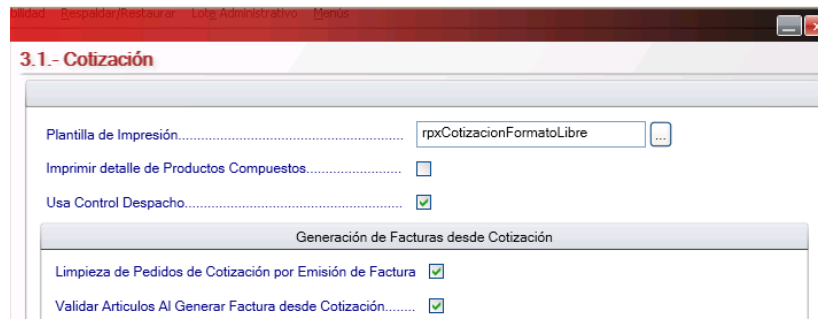 bilidad Respaldar/Restaurar Lote Administrativo Menús
3.1.- Cotización
Plantilla de Impresión............................................................ rpxCotizacionFormatoLibre ...
Imprimir detalle de Productos Compuestos.........................
Usa Control Despacho..........................................................
Generación de Facturas desde Cotización
Limpieza de Pedidos de Cotización por Emisión de Factura
Validar Articulos Al Generar Factura desde Cotización........